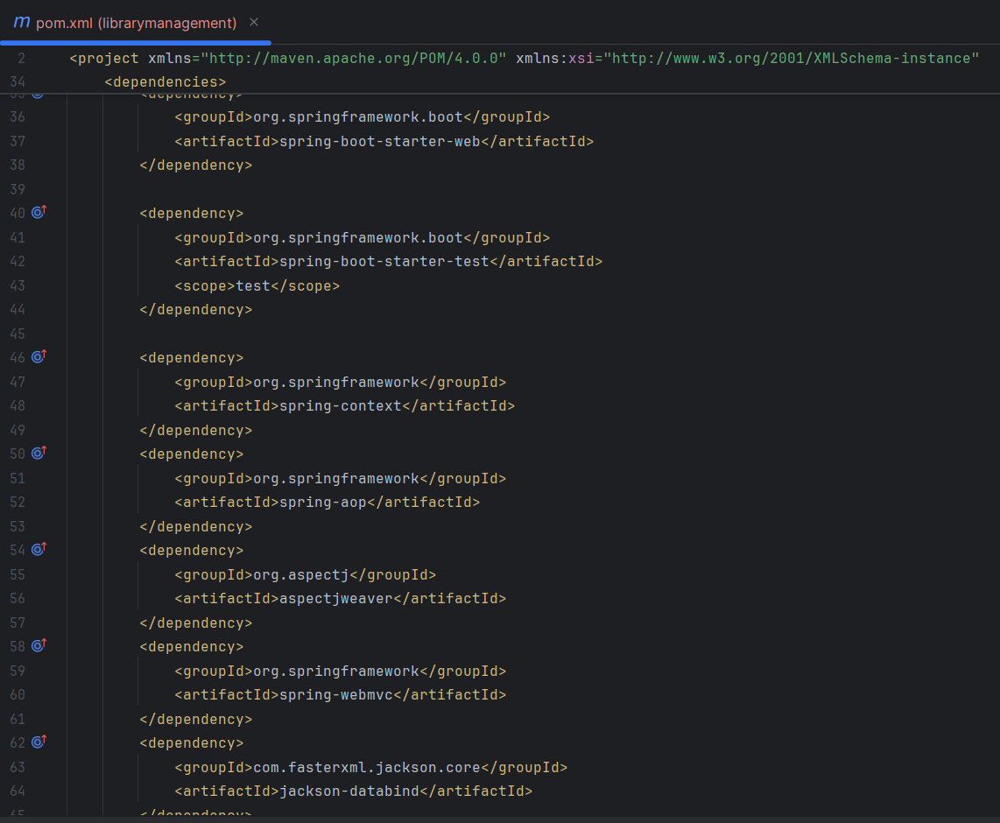 m pom.xml (librarymanagement) ×
2 <project xmlns="http://maven.apache.org/POM/4.0.0" xmlns:xsi="http://www.w3.org/2001/XMLSchema-instance"
34 <dependencies>
35 <dependency>
36 <groupId>org.springframework.boot</groupId>
37 <artifactId>spring-boot-starter-web</artifactId>
38 </dependency>
39
40 <dependency>
41 <groupId>org.springframework.boot</groupId>
42 <artifactId>spring-boot-starter-test</artifactId>
43 <scope>test</scope>
44 </dependency>
45
46 <dependency>
47 <groupId>org.springframework</groupId>
48 <artifactId>spring-context</artifactId>
49 </dependency>
50 <dependency>
51 <groupId>org.springframework</groupId>
52 <artifactId>spring-aop</artifactId>
53 </dependency>
54 <dependency>
55 <groupId>org.aspectj</groupId>
56 <artifactId>aspectjweaver</artifactId>
57 </dependency>
58 <dependency>
59 <groupId>org.springframework</groupId>
60 <artifactId>spring-webmvc</artifactId>
61 </dependency>
62 <dependency>
63 <groupId>com.fasterxml.jackson.core</groupId>
64 <artifactId>jackson-databind</artifactId>
65 </dependency>